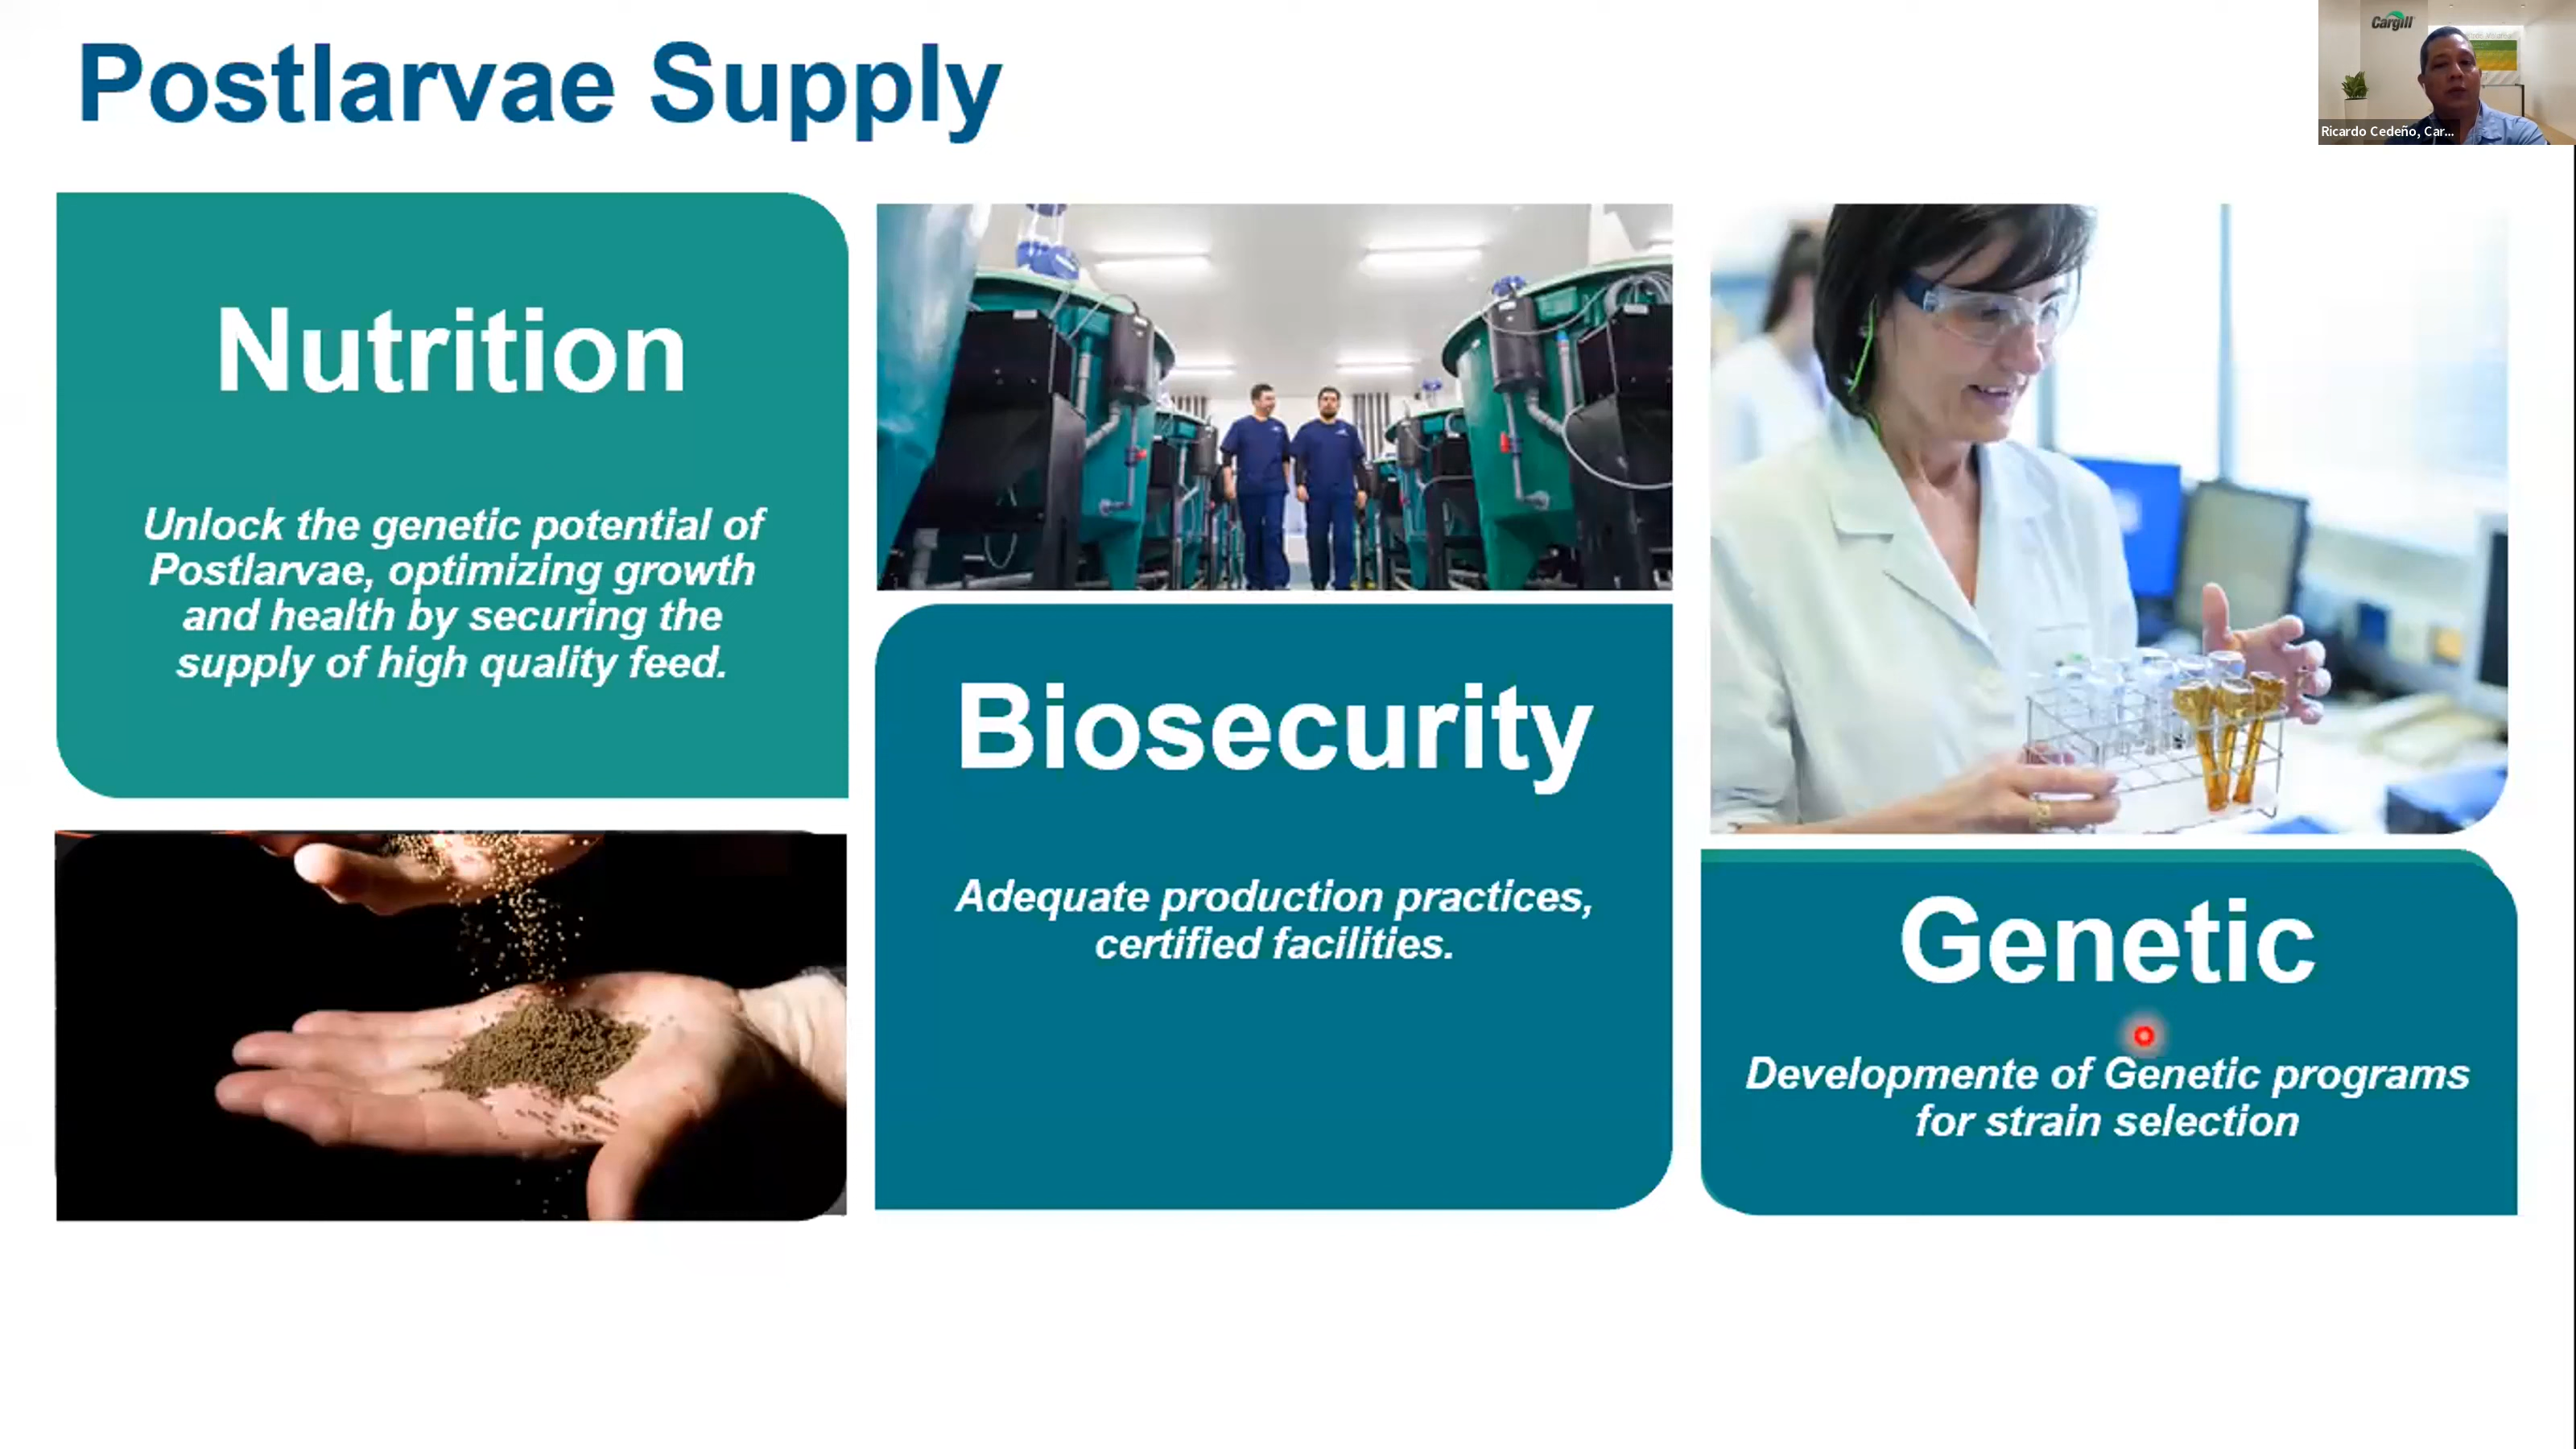 Postlarvae Supply
Cargill
Ricardo Cedeño, Car...
Nutrition
Unlock the genetic potential of
Postlarvae, optimizing growth
and health by securing the
supply of high quality feed.
Biosecurity
Adequate production practices,
certified facilities.
Genetic
Developmente of Genetic programs
for strain selection